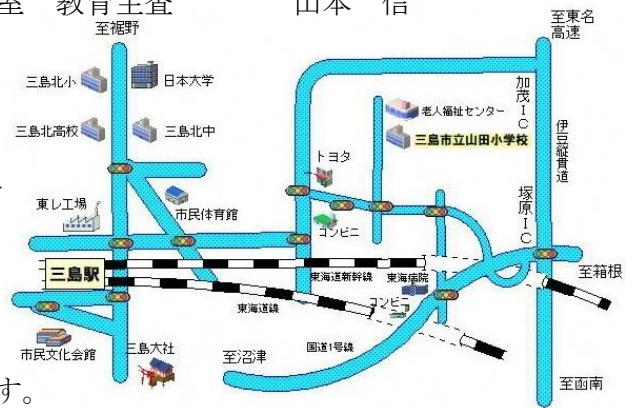 室 教育主査 山本 信
至裾野
至東名
高速
三島北小
日本大学
加茂IC
伊豆縦貫道
老人福祉センター
三島市立山田小学校
三島北高校
三島北中
トヨタ
塚原IC
東レ工場
市民体育館
コンビニ
三島駅
東海道新幹線
東海病院
至箱根
東海道線
コンビニ
市民文化会館
三島大社
至沼津
国道1号線
至函南
す。